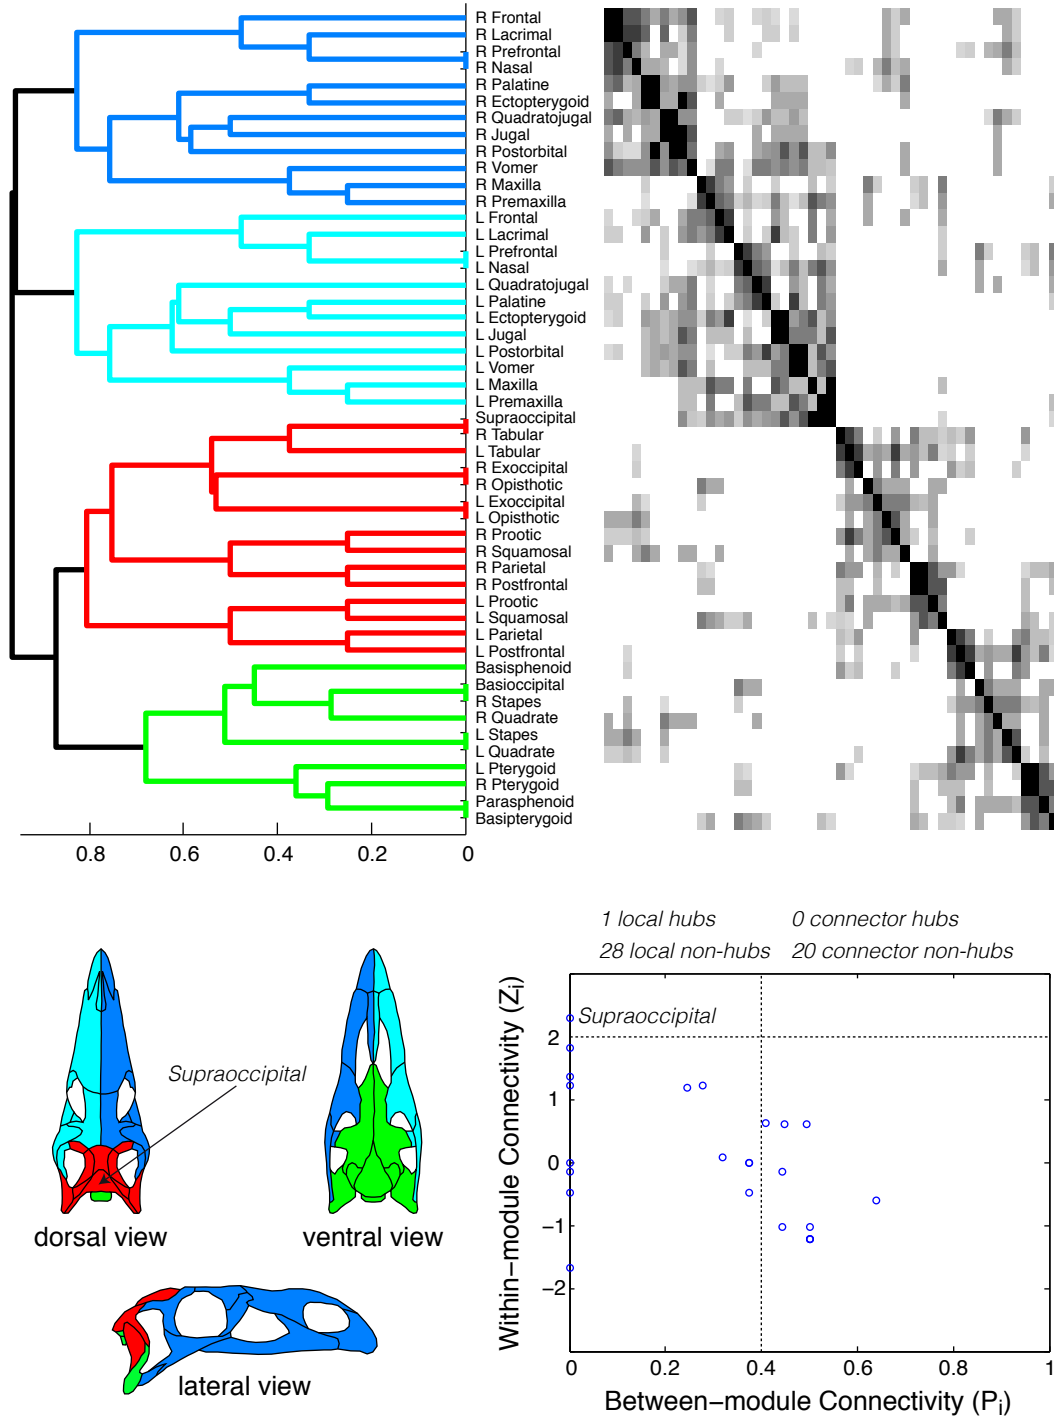 R Frontal
R Lacrimal
R Prefrontal
R Nasal
R Palatine
R Ectopterygoid
R Quadratojugal
R Jugal
R Postorbital
R Vomer
R Maxilla
R Premaxilla
L Frontal
L Lacrimal
L Prefrontal
L Nasal
L Quadratojugal
L Palatine
L Ectopterygoid
L Jugal
L Postorbital
L Vomer
L Maxilla
L Premaxilla
Supraoccipital
R Tabular
L Tabular
R Exoccipital
R Opisthotic
L Exoccipital
L Opisthotic
R Prootic
R Squamosal
R Parietal
R Postfrontal
L Prootic
L Squamosal
L Parietal
L Postfrontal
Basisphenoid
Basioccipital
R Stapes
R Quadrate
L Stapes
L Quadrate
L Pterygoid
R Pterygoid
Parasphenoid
Basipterygoid
0.8 0.6 0.4 0.2 0
1 local hubs 0 connector hubs
28 local non-hubs 20 connector non-hubs
Supraoccipital
dorsal view
ventral view
lateral view
Within−module Connectivity (Zi)
Supraoccipital
2
1
0
−1
−2
0 0.2 0.4 0.6 0.8 1
Between−module Connectivity (Pi)